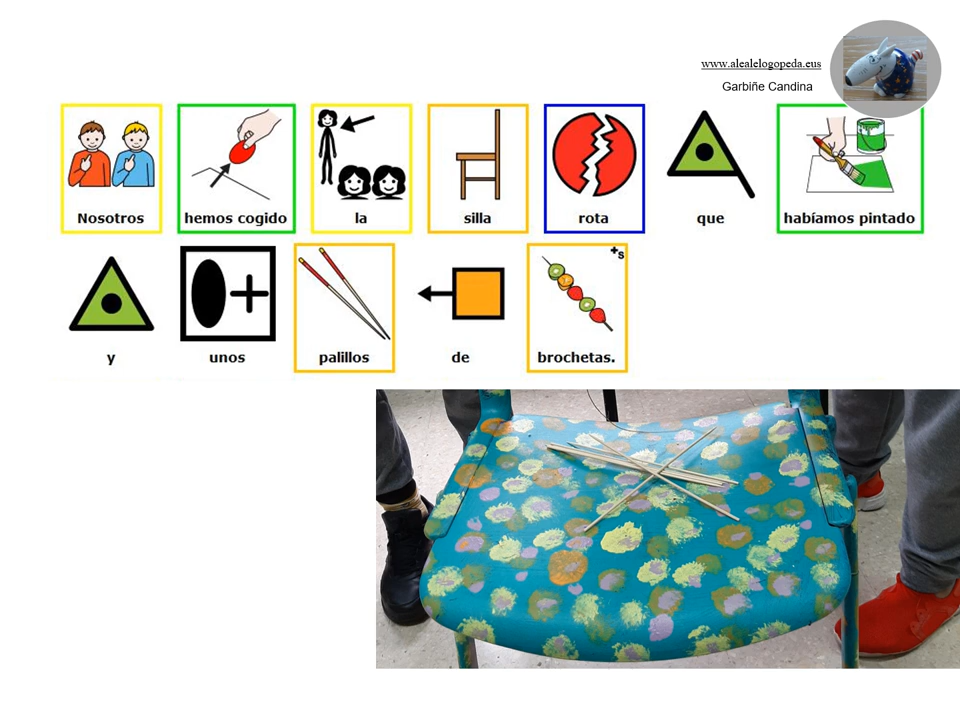 www.alealelogopeda.eus
Garbiñe Candina
Nosotros hemos cogido la silla rota que habíamos pintado
+s
y unos palillos de brochetas.